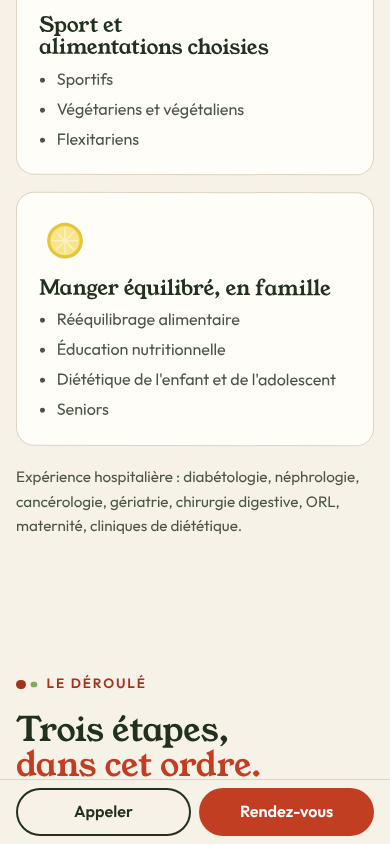 Sport et
alimentations choisies
• Sportifs
• Végétariens et végétaliens
• Flexitariens
Manger équilibré, en famille
• Rééquilibrage alimentaire
• Éducation nutritionnelle
• Diététique de l'enfant et de l'adolescent
• Seniors
Expérience hospitalière : diabétologie, néphrologie,
cancérologie, gériatrie, chirurgie digestive, ORL,
maternité, cliniques de diététique.
LE DÉROULÉ
Trois étapes,
dans cet ordre.
Appeler
Rendez-vous